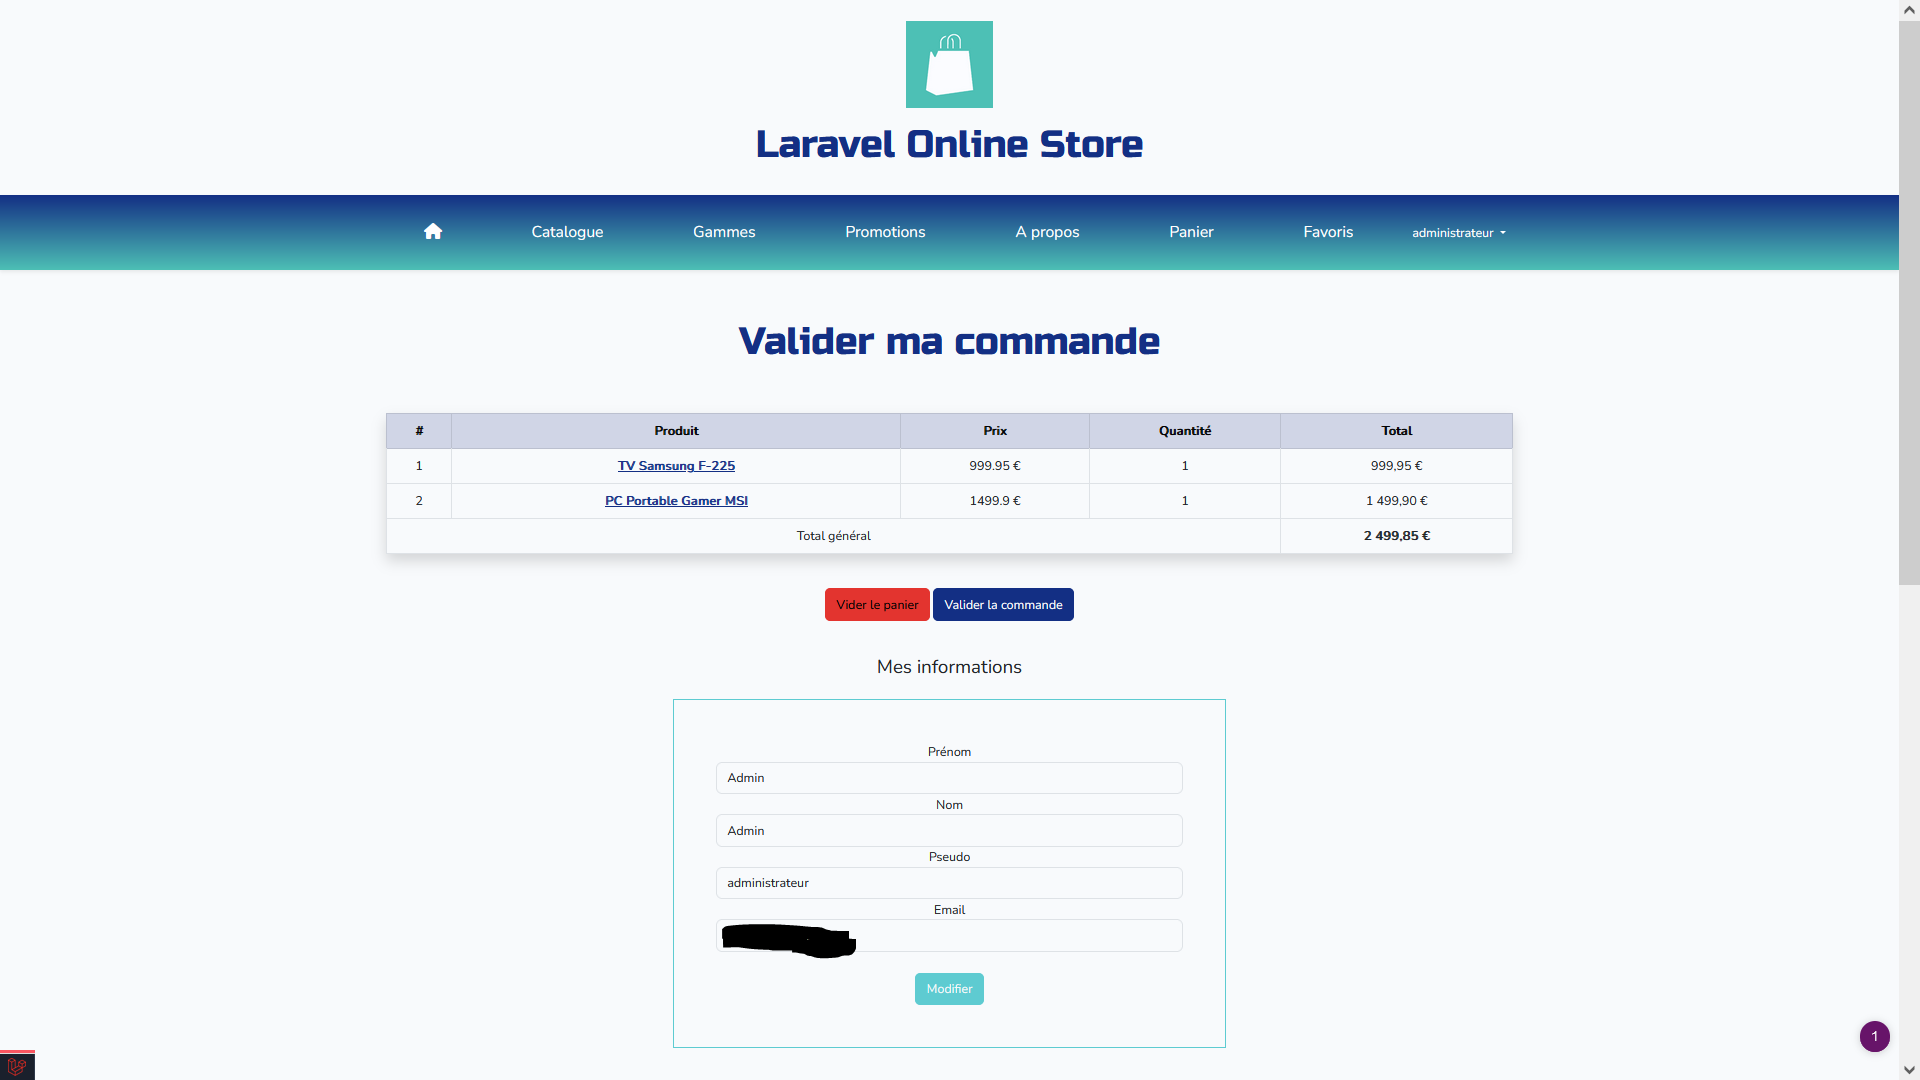 Laravel Online Store
Catalogue Gammes Promotions A propos Panier Favoris administrateur
Valider ma commande
# Produit Prix Quantité Total
1 TV Samsung F-225 999.95 € 1 999,95 €
2 PC Portable Gamer MSI 1499.9 € 1 1 499,90 €
Total général 2 499,85 €
Vider le panier Valider la commande
Mes informations
Prénom
Admin
Nom
Admin
Pseudo
administrateur
Email
Modifier
1